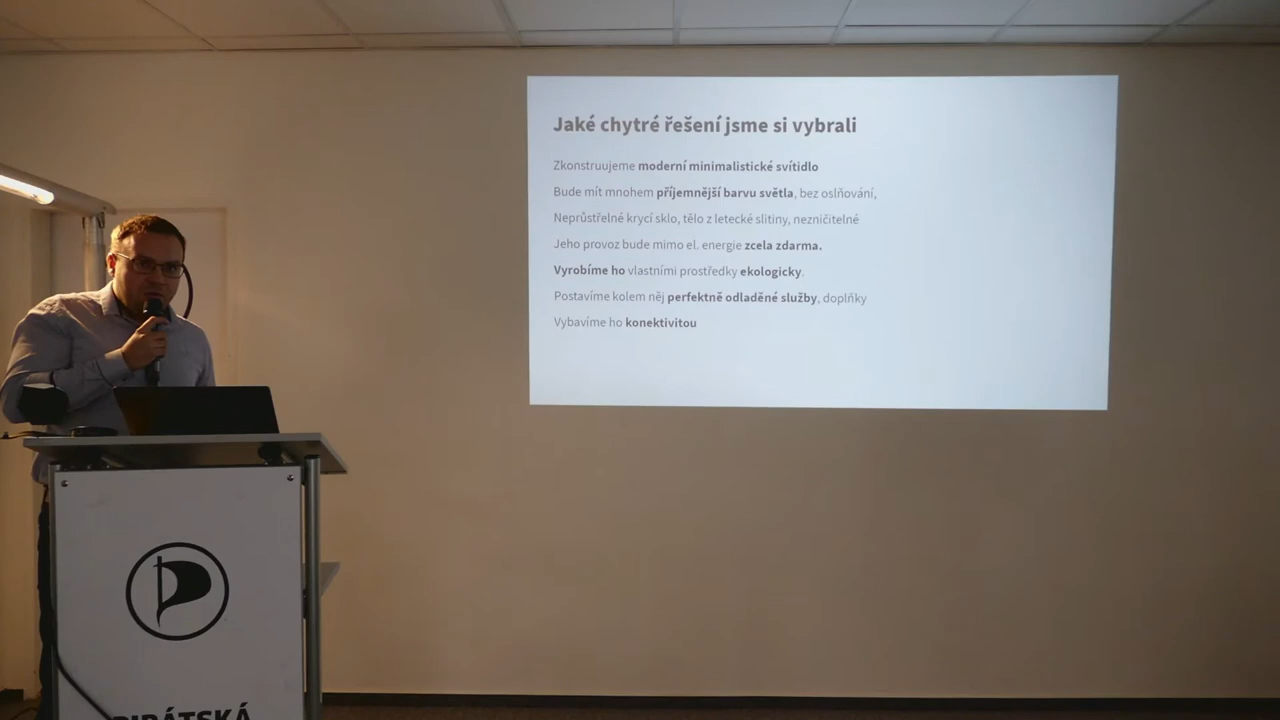 Jaké chytré řešení jsme si vybrali
Zkonstruujeme moderní minimalistické svítidlo
Bude mít mnohem příjemnější barvu světla, bez oslňování,
Neprůstřelné krycí sklo, tělo z letecké slitiny, nezničitelné
Jeho provoz bude mimo el. energie zcela zdarma.
Vyrobíme ho vlastními prostředky ekologicky.
Postavíme kolem něj perfektně odladěné služby, doplňky
Vybavíme ho konektivitou
PIRÁTSKÁ